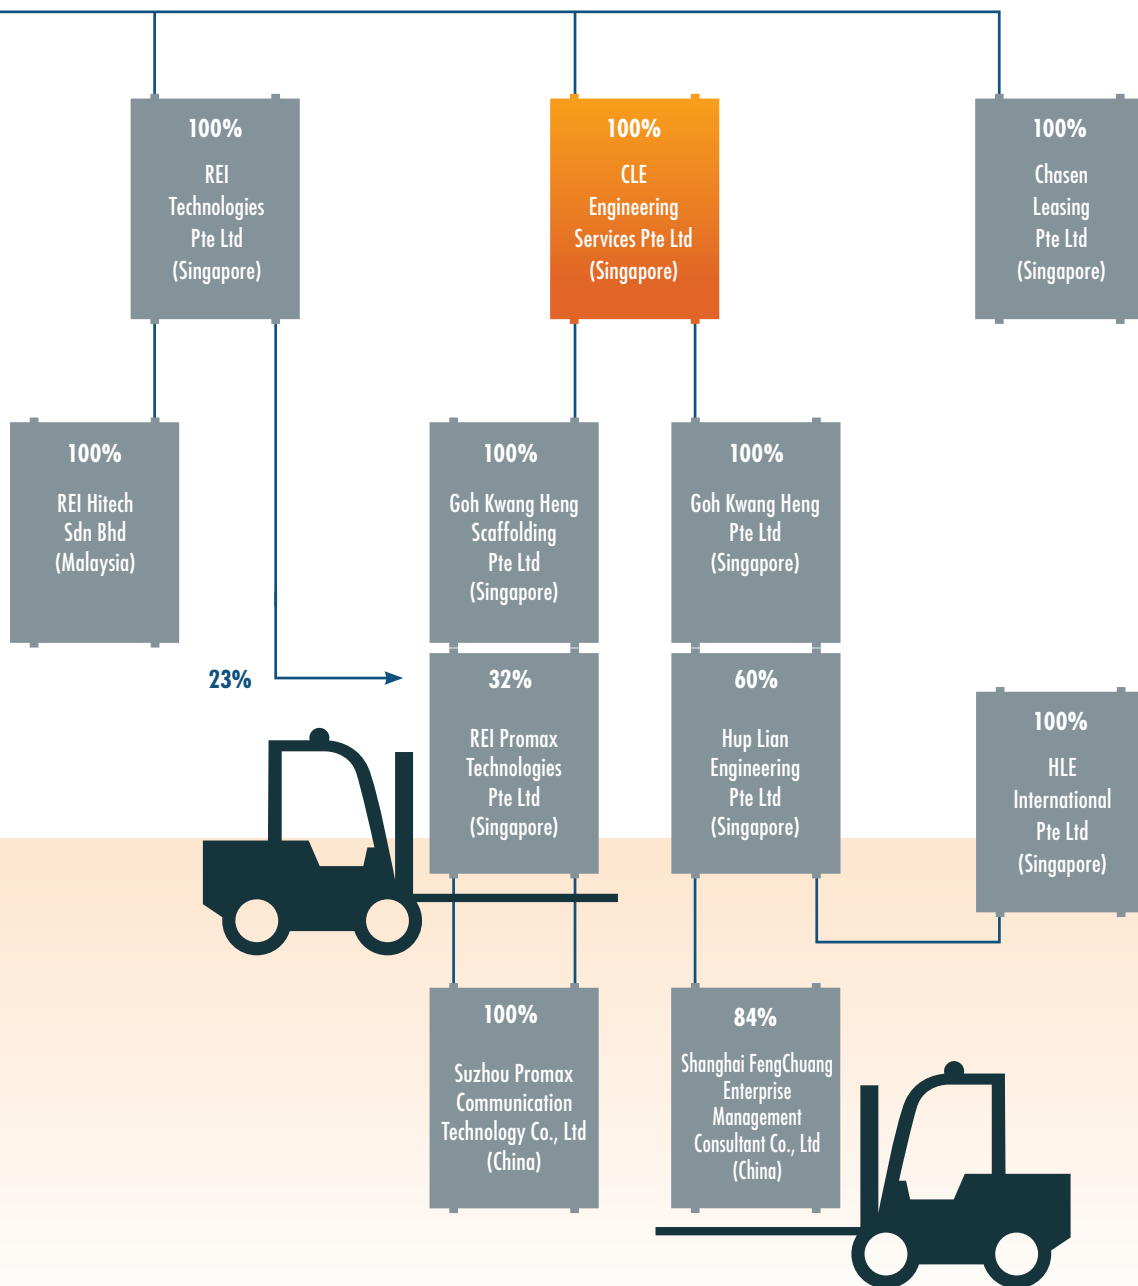 100%
REI
Technologies
Pte Ltd
(Singapore)
100%
CLE
Engineering
Services Pte Ltd
(Singapore)
100%
Chasen
Leasing
Pte Ltd
(Singapore)
100%
REI Hitech
Sdn Bhd
(Malaysia)
100%
Goh Kwang Heng
Scaffolding
Pte Ltd
(Singapore)
100%
Goh Kwang Heng
Pte Ltd
(Singapore)
23%
32%
REI Promax
Technologies
Pte Ltd
(Singapore)
60%
Hup Lian
Engineering
Pte Ltd
(Singapore)
100%
HLE
International
Pte Ltd
(Singapore)
100%
Suzhou Promax
Communication
Technology Co., Ltd
(China)
84%
Shanghai FengChuang
Enterprise
Management
Consultant Co., Ltd
(China)